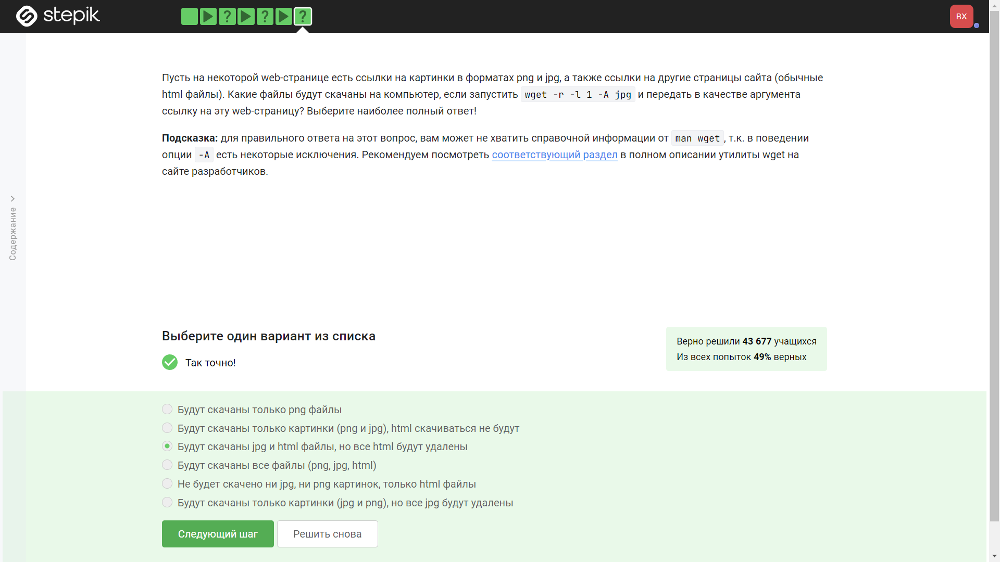 stepik
? ? ?
BX
Содержание
Пусть на некоторой web-странице есть ссылки на картинки в форматах png и jpg, а также ссылки на другие страницы сайта (обычные
html файлы). Какие файлы будут скачаны на компьютер, если запустить wget -r -l 1 -A jpg и передать в качестве аргумента
ссылку на эту web-страницу? Выберите наиболее полный ответ!
Подсказка: для правильного ответа на этот вопрос, вам может не хватить справочной информации от man wget, т.к. в поведении
опции -A есть некоторые исключения. Рекомендуем посмотреть соответствующий раздел в полном описании утилиты wget на
сайте разработчиков.
Выберите один вариант из списка
Так точно!
Верно решили 43 677 учащихся
Из всех попыток 49% верных
Будут скачаны только png файлы
Будут скачаны только картинки (png и jpg), html скачиваться не будут
Будут скачаны jpg и html файлы, но все html будут удалены
Будут скачаны все файлы (png, jpg, html)
Не будет скачено ни jpg, ни png картинок, только html файлы
Будут скачаны только картинки (jpg и png), но все jpg будут удалены
Следующий шаг
Решить снова